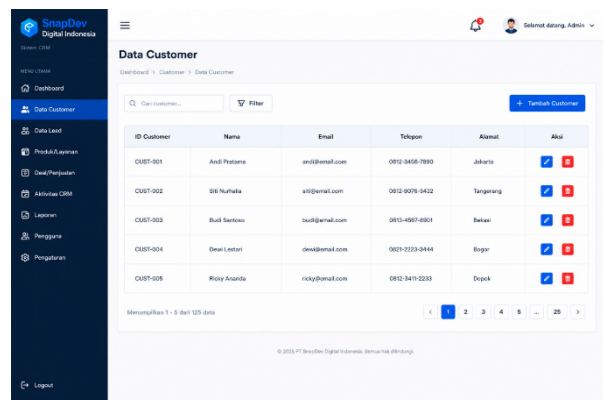 SnapDev
Digital Indonesia
Sistem CRM
MENU UTAMA
Dashboard
Data Customer
Data Lead
Produk/Layanan
Deal/Penjualan
Aktivitas CRM
Laporan
Pengguna
Pengaturan
Logout
Selamat datang, Admin
Data Customer
Dashboard > Customer > Data Customer
Cari customer...
Filter
+ Tambah Customer
ID Customer Nama Email Telepon Alamat Aksi
CUST-001 Andi Pratama andi@email.com 0812-3456-7890 Jakarta
CUST-002 Siti Nurhaliza siti@email.com 0812-9876-5432 Tangerang
CUST-003 Budi Santoso budi@email.com 0813-4567-8901 Bekasi
CUST-004 Dewi Lestari dewi@email.com 0821-2223-3444 Bogor
CUST-005 Ricky Ananda ricky@email.com 0812-3411-2233 Depok
Menampilkan 1 - 5 dari 125 data
< 1 2 3 4 5 ... 25 >
PT SnapDev Digital Indonesia. Semua hak dilindungi.